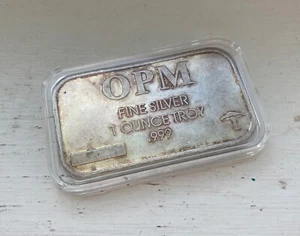 OPM
FINE SILVER
1 OUNCE TROY
.999